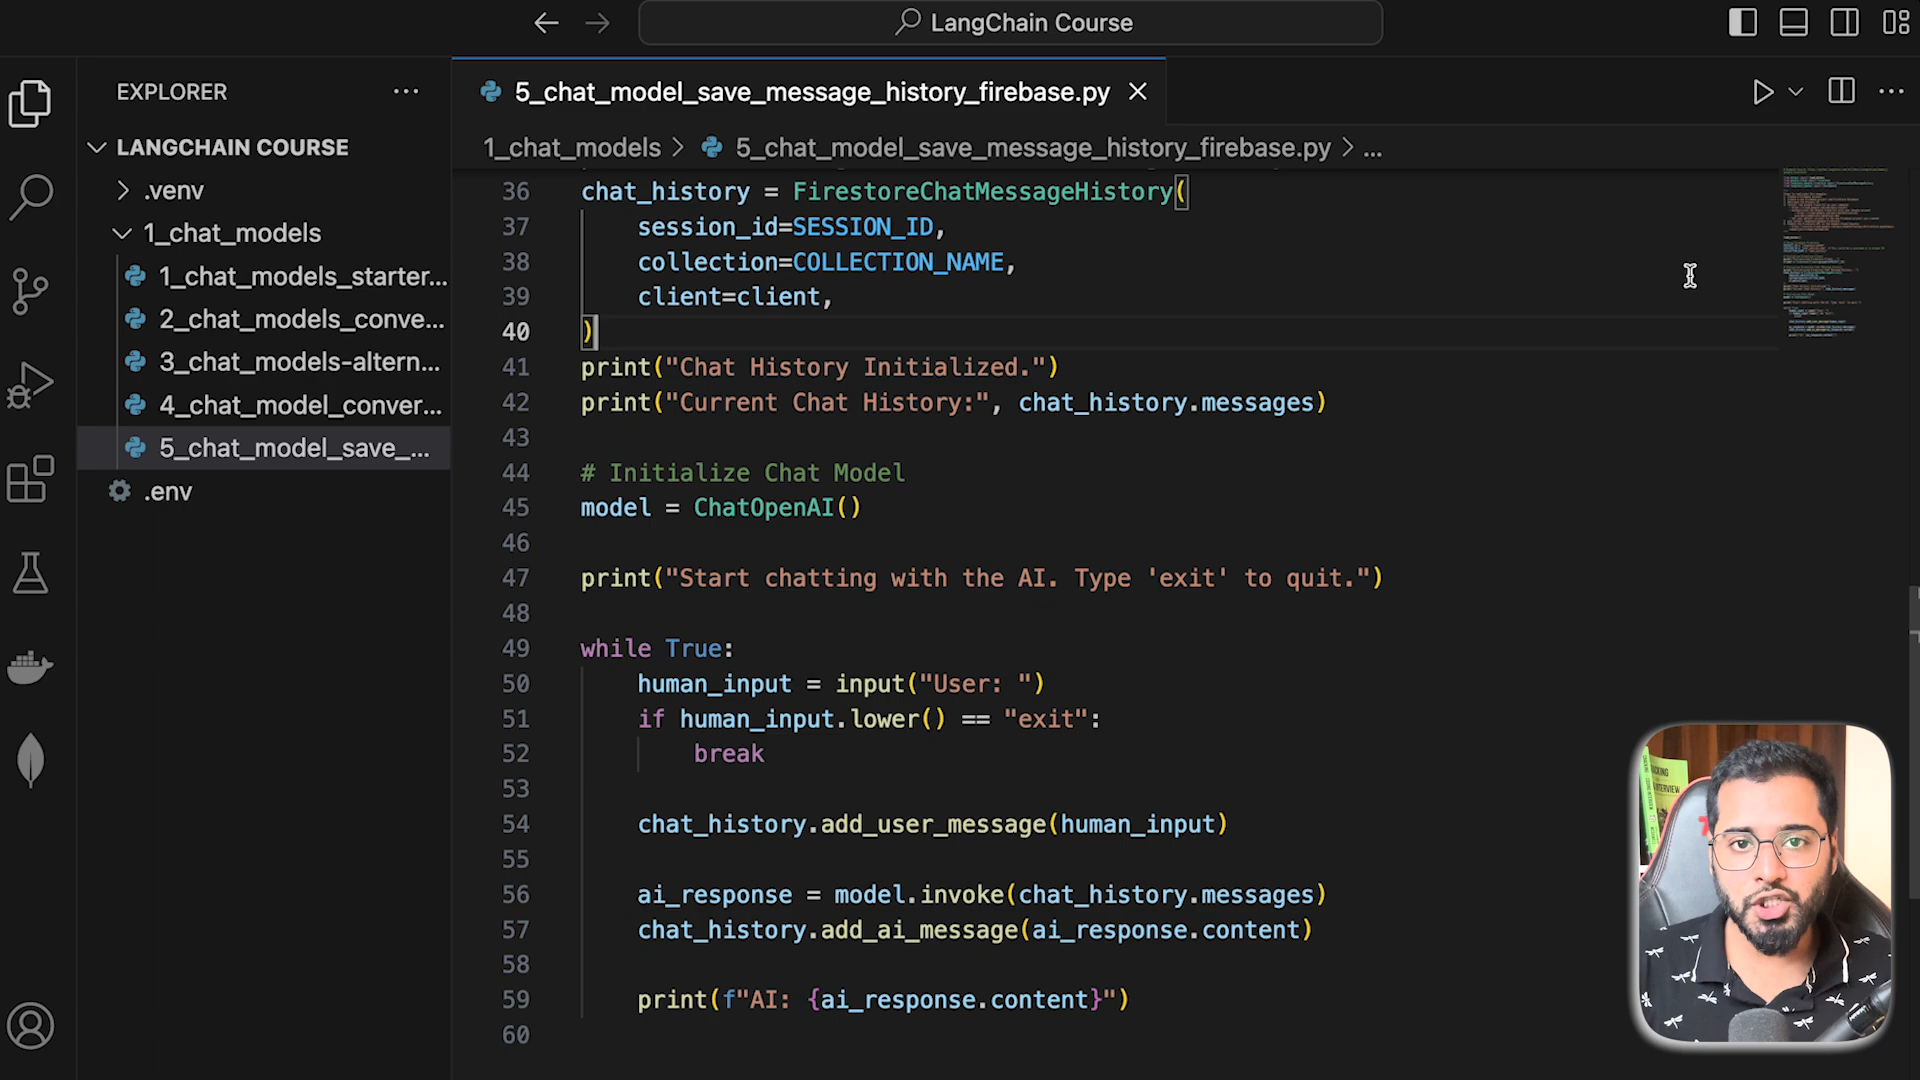 LangChain Course
EXPLORER
LANGCHAIN COURSE
.venv
1_chat_models
1_chat_models_starter...
2_chat_models_conve...
3_chat_models-altern...
4_chat_model_conver...
5_chat_model_save_...
.env
5_chat_model_save_message_history_firebase.py
1_chat_models > 5_chat_model_save_message_history_firebase.py > ...
36 chat_history = FirestoreChatMessageHistory(
37 session_id=SESSION_ID,
38 collection=COLLECTION_NAME,
39 client=client,
40 )
41 print("Chat History Initialized.")
42 print("Current Chat History:", chat_history.messages)
43
44 # Initialize Chat Model
45 model = ChatOpenAI()
46
47 print("Start chatting with the AI. Type 'exit' to quit.")
48
49 while True:
50 human_input = input("User: ")
51 if human_input.lower() == "exit":
52 break
53
54 chat_history.add_user_message(human_input)
55
56 ai_response = model.invoke(chat_history.messages)
57 chat_history.add_ai_message(ai_response.content)
58
59 print(f"AI: {ai_response.content}")
60